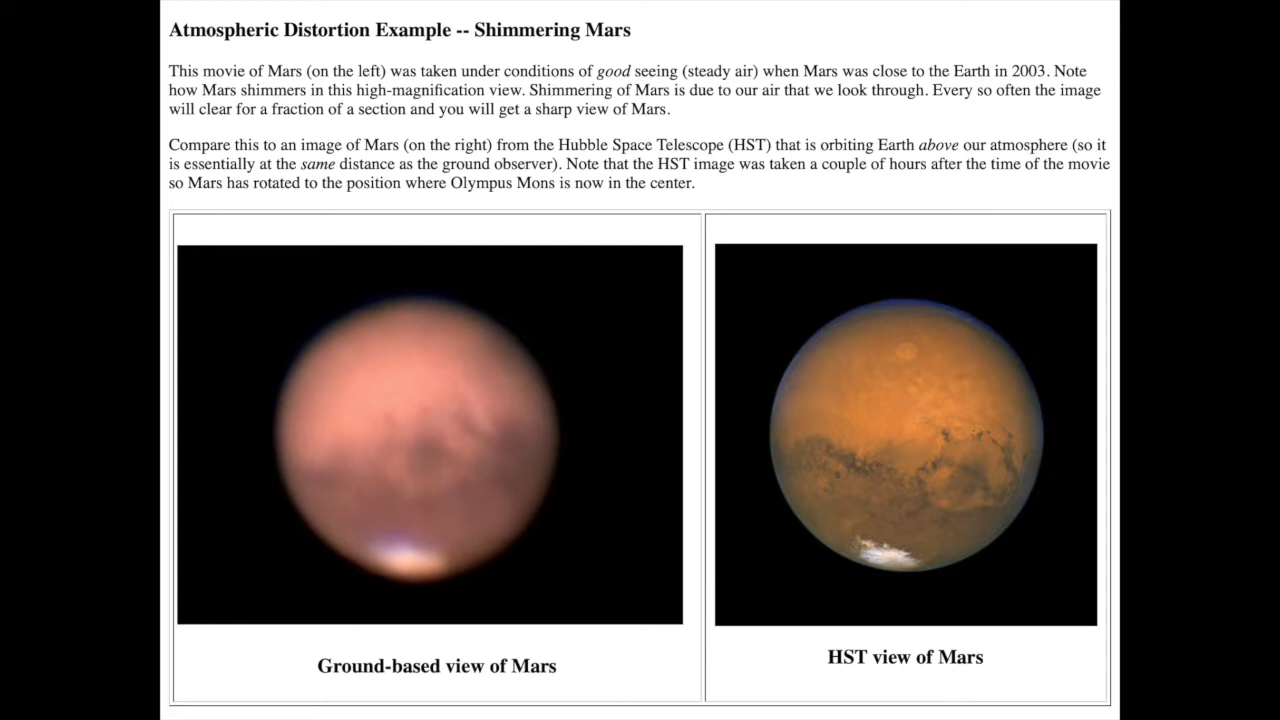 Atmospheric Distortion Example -- Shimmering Mars
This movie of Mars (on the left) was taken under conditions of good seeing (steady air) when Mars was close to the Earth in 2003. Note
how Mars shimmers in this high-magnification view. Shimmering of Mars is due to our air that we look through. Every so often the image
will clear for a fraction of a section and you will get a sharp view of Mars.
Compare this to an image of Mars (on the right) from the Hubble Space Telescope (HST) that is orbiting Earth above our atmosphere (so it
is essentially at the same distance as the ground observer). Note that the HST image was taken a couple of hours after the time of the movie
so Mars has rotated to the position where Olympus Mons is now in the center.
Ground-based view of Mars
HST view of Mars